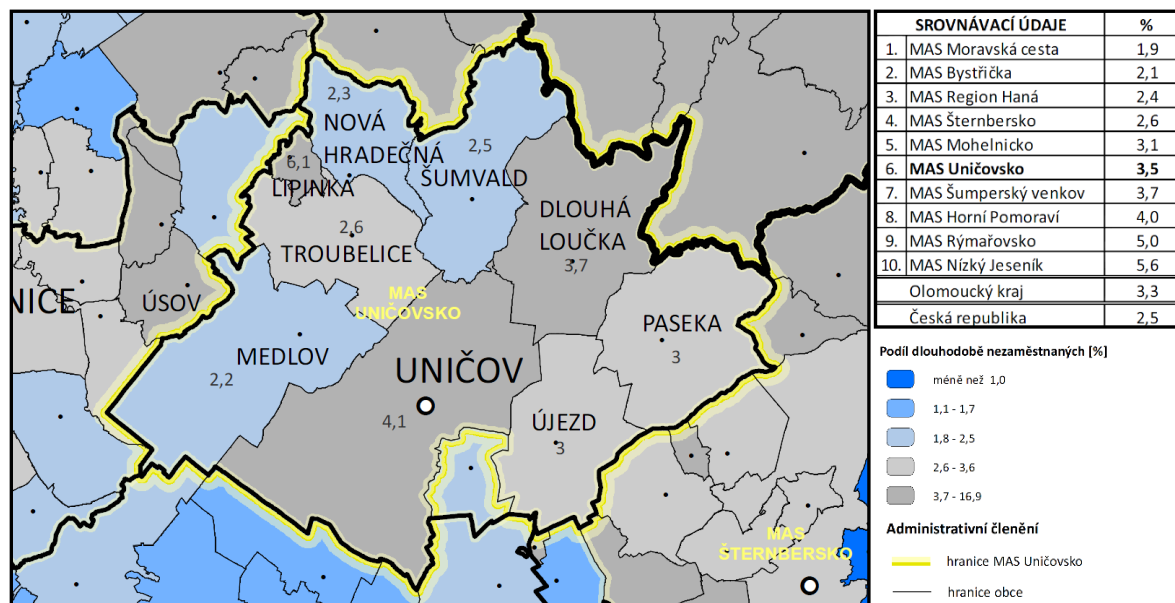 2,3
NOVÁ
HRADEČNÁ
2,5
ŠUMVALD
6,1
LIPINKA
DLOUHÁ
LOUČKA
3,7
2,6
TROUBELICE
NICE
ÚSOV
MAS
UNIČOVSKO
PASEKA
3
MEDLOV
2,2
UNIČOV
4,1
ÚJEZD
3
MAS
ŠTERNBERSKO
SROVNÁVACÍ ÚDAJE %
1. MAS Moravská cesta 1,9
2. MAS Bystřička 2,1
3. MAS Region Haná 2,4
4. MAS Šternbersko 2,6
5. MAS Mohelnicko 3,1
6. MAS Uničovsko 3,5
7. MAS Šumperský venkov 3,7
8. MAS Horní Pomoraví 4,0
9. MAS Rýmařovsko 5,0
10. MAS Nízký Jeseník 5,6
Olomoucký kraj 3,3
Česká republika 2,5
Podíl dlouhodobě nezaměstnaných [%]
méně než 1,0
1,1 - 1,7
1,8 - 2,5
2,6 - 3,6
3,7 - 16,9
Administrativní členění
hranice MAS Uničovsko
hranice obce